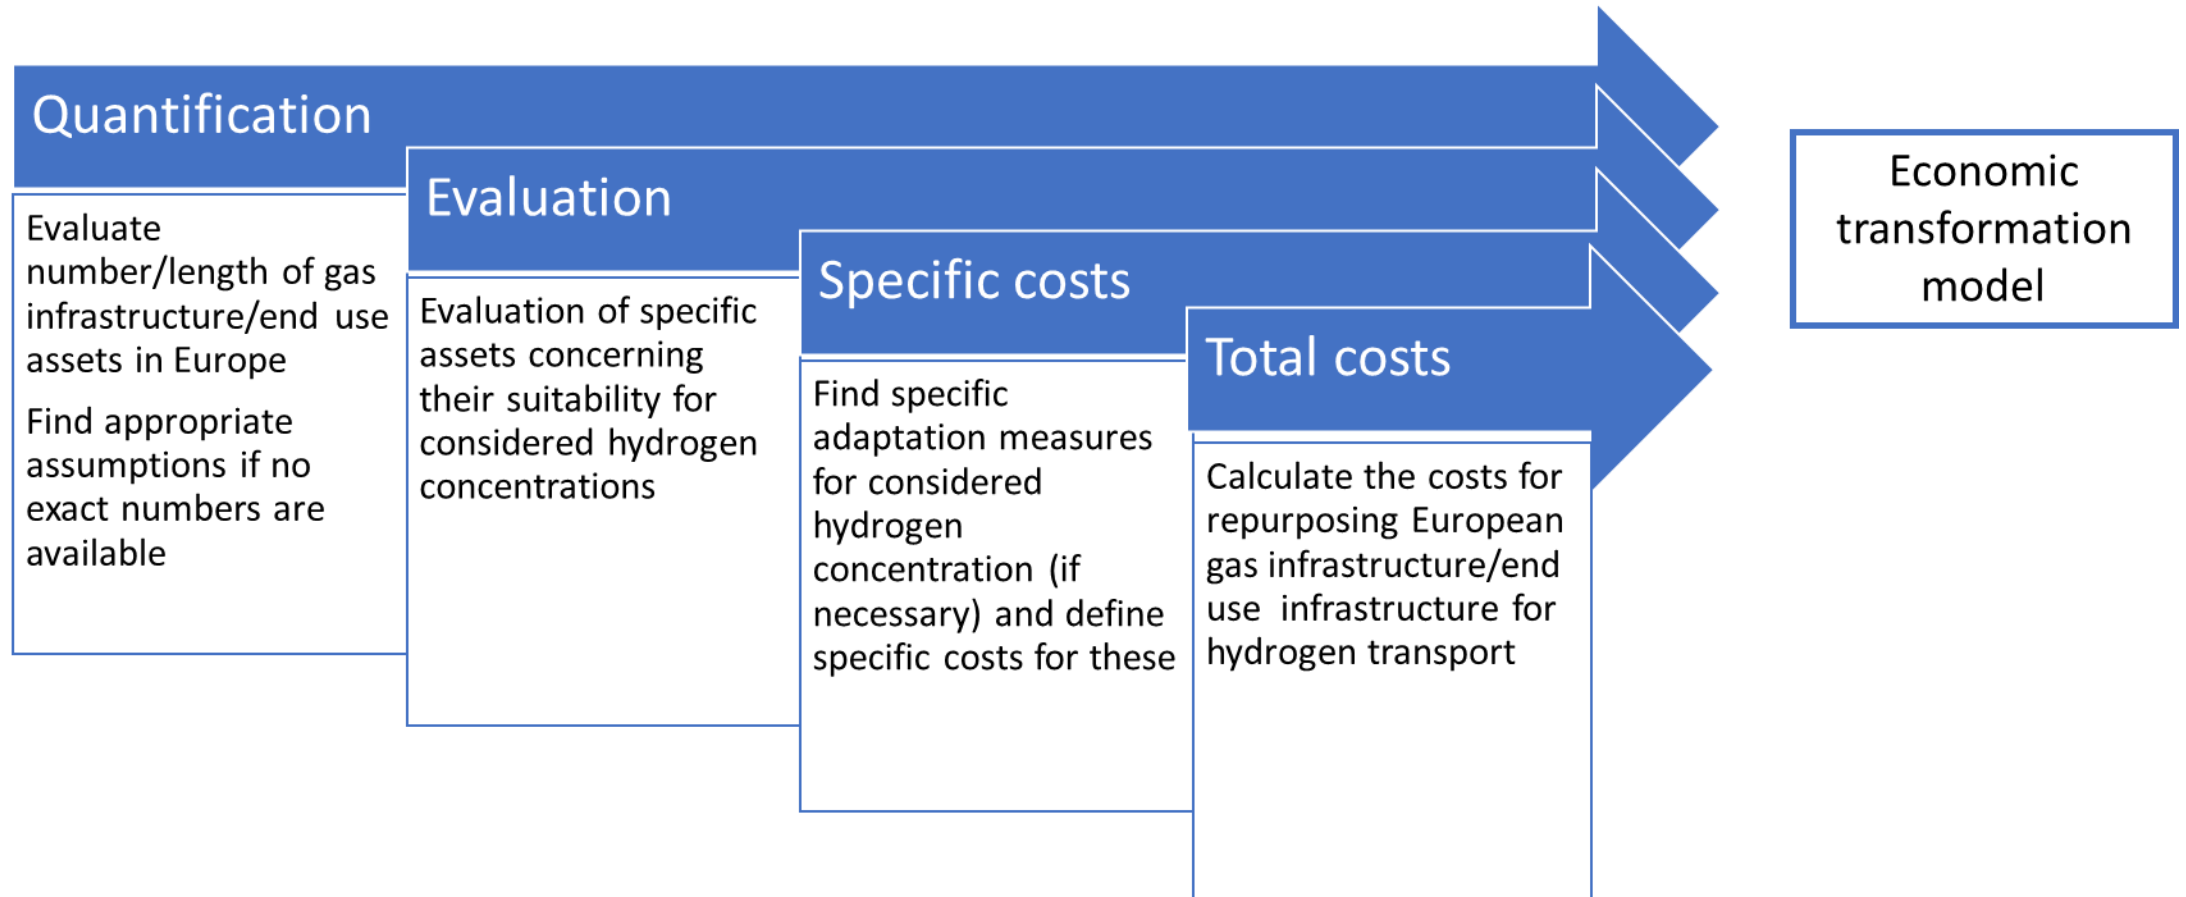 Quantification
Evaluate
number/length of gas
infrastructure/end use
assets in Europe
Find appropriate
assumptions if no
exact numbers are
available
Evaluation
Evaluation of specific
assets concerning
their suitability for
considered hydrogen
concentrations
Specific costs
Find specific
adaptation measures
for considered
hydrogen
concentration (if
necessary) and define
specific costs for these
Total costs
Calculate the costs for
repurposing European
gas infrastructure/end
use infrastructure for
hydrogen transport
Economic
transformation
model